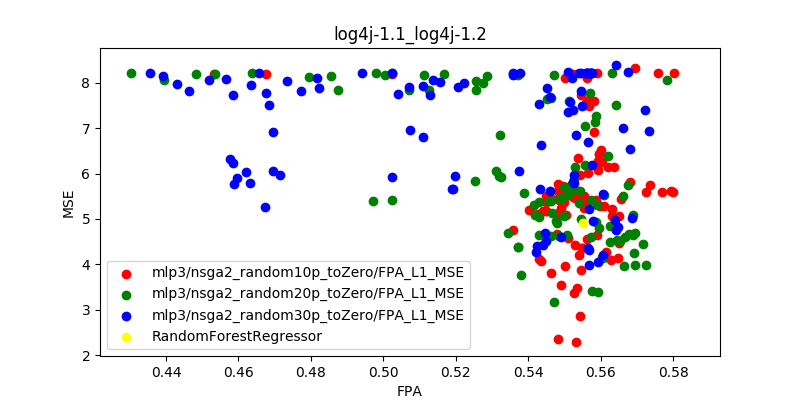 log4j-1.1_log4j-1.2
MSE
8
7
6
5
4
3
2
mlp3/nsga2_random10p_toZero/FPA_L1_MSE
mlp3/nsga2_random20p_toZero/FPA_L1_MSE
mlp3/nsga2_random30p_toZero/FPA_L1_MSE
RandomForestRegressor
0.44 0.46 0.48 0.50 0.52 0.54 0.56 0.58
FPA